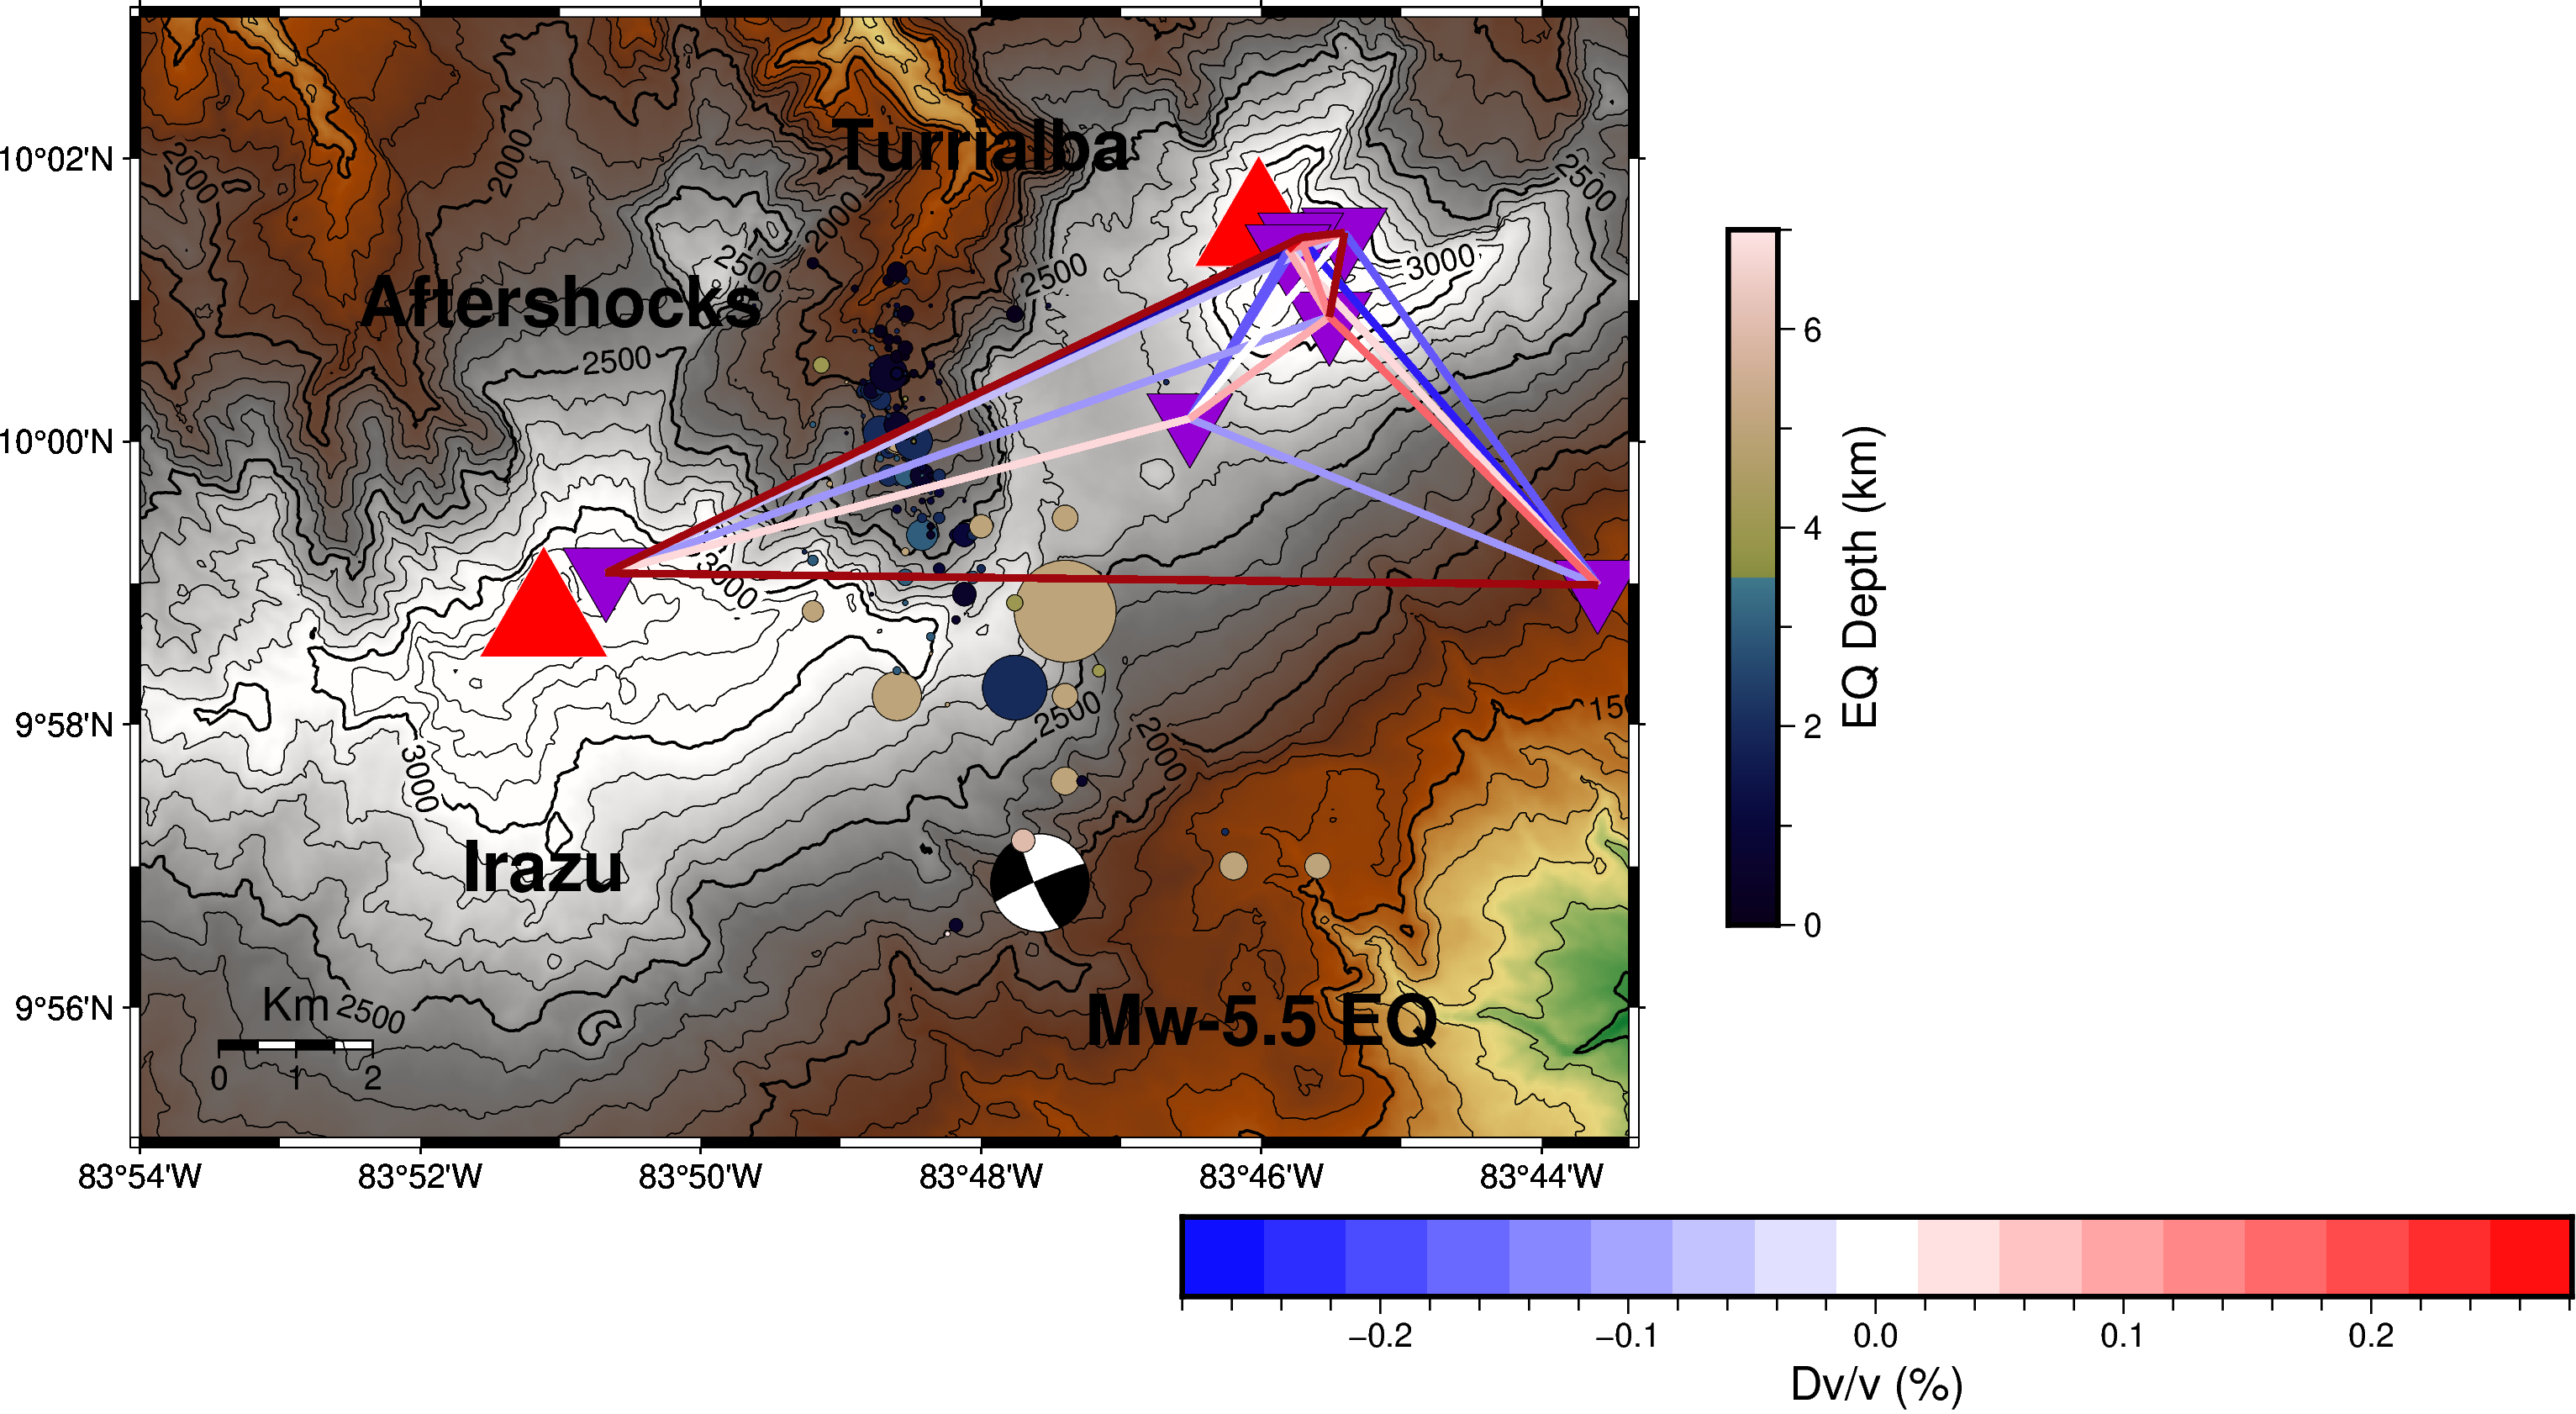 10°02'N
10°00'N
9°58'N
9°56'N
83°54'W
83°52'W
83°50'W
83°48'W
83°46'W
83°44'W
Turrialba
Aftershocks
Irazu
Mw-5.5 EQ
2000
2000
2000
2500
2500
2500
2500
3000
3000
3000
2500
2000
150
2500
Km
0
1
2
6
4
2
0
EQ Depth (km)
−0.2
−0.1
0.0
0.1
0.2
Dv/v (%)